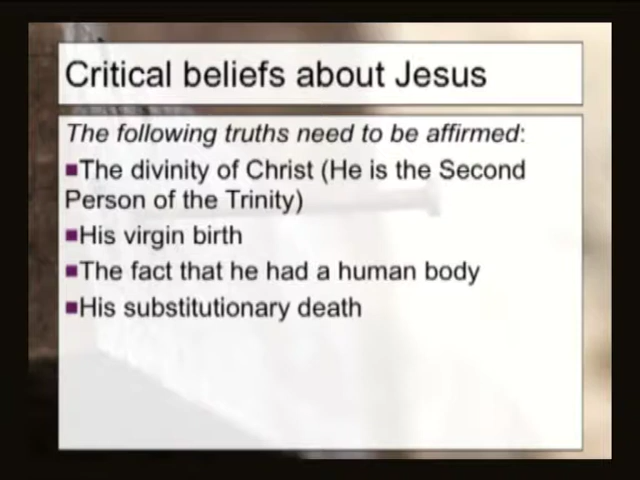 Critical beliefs about Jesus
The following truths need to be affirmed:
■The divinity of Christ (He is the Second
Person of the Trinity)
■His virgin birth
■The fact that he had a human body
■His substitutionary death